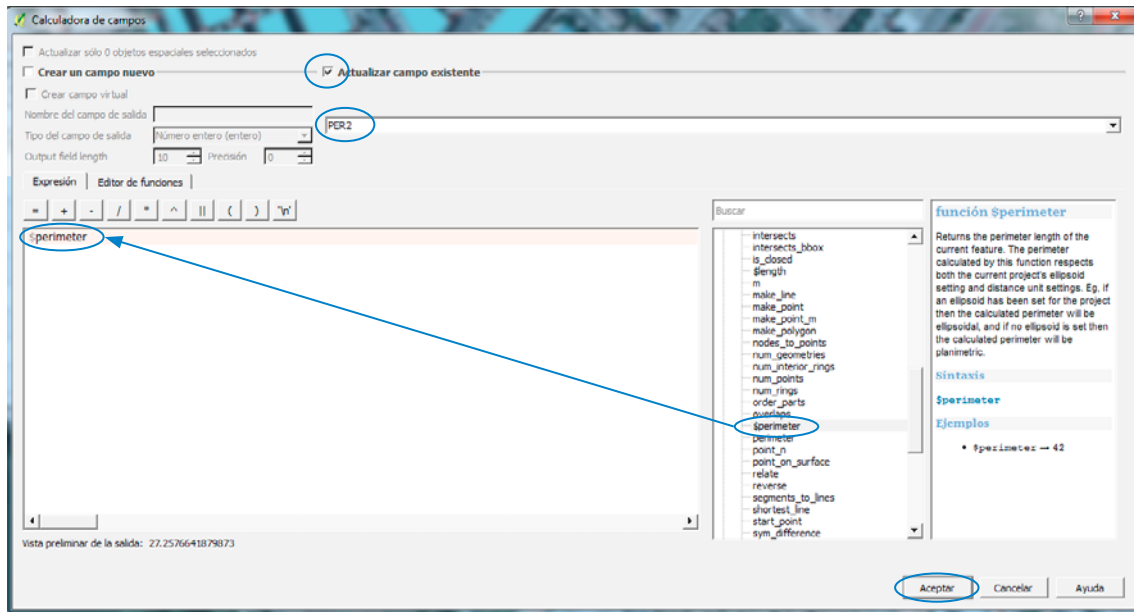 Calculadora de campos
Actualizar sólo 0 objetos espaciales seleccionados
Crear un campo nuevo
Actualizar campo existente
Crear campo virtual
Nombre del campo de salida
PER2
Tipo del campo de salida Número entero (entero)
Output field length 10 Precisión 0
Expresión Editor de funciones
= + - / * ^ || ( ) '\n'
$perimeter
Buscar
intersects
intersects_bbox
is_closed
$length
m
make_line
make_point
make_point_m
make_polygon
nodes_to_points
num_geometries
num_interior_rings
num_points
num_rings
order_parts
overlaps
$perimeter
perimeter
point_n
point_on_surface
relate
reverse
segments_to_lines
shortest_line
start_point
sym_difference
función $perimeter
Returns the perimeter length of the
current feature. The perimeter
calculated by this function respects
both the current project's ellipsoid
setting and distance unit settings. Eg, if
an ellipsoid has been set for the project
then the calculated perimeter will be
ellipsoidal, and if no ellipsoid is set then
the calculated perimeter will be
planimetric.
Sintaxis
$perimeter
Ejemplos
• $perimeter → 42
Vista preliminar de la salida: 27.2576641879873
Aceptar Cancelar Ayuda